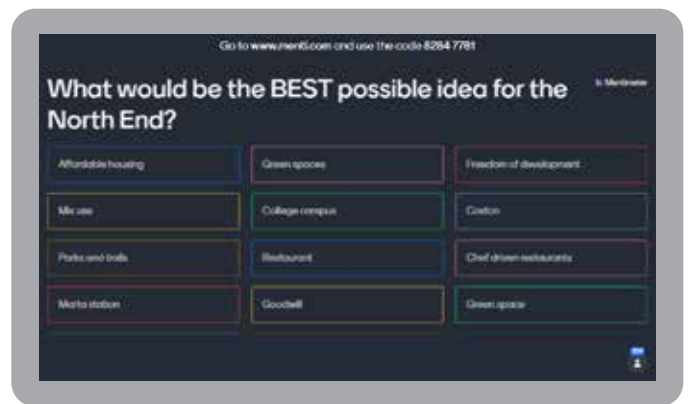 Go to www.menti.com and use the code 8284 7781
What would be the BEST possible idea for the
North End?
Mentimeter
Affordable housing
Green spaces
Freedom of development
Mix use
College campus
Parks and trails
Restaurant
Chef driven restaurants
Marta station
Goodwill
Green space